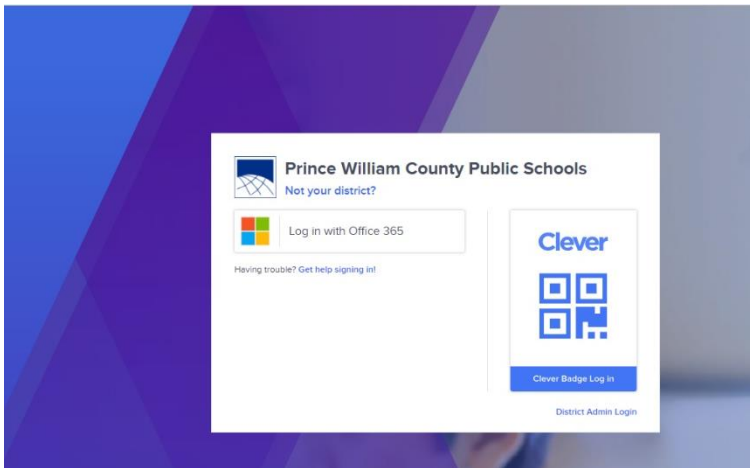 Prince William County Public Schools
Not your district?
Log in with Office 365
Having trouble? Get help signing in!
Clever
Clever Badge Log in
District Admin Login